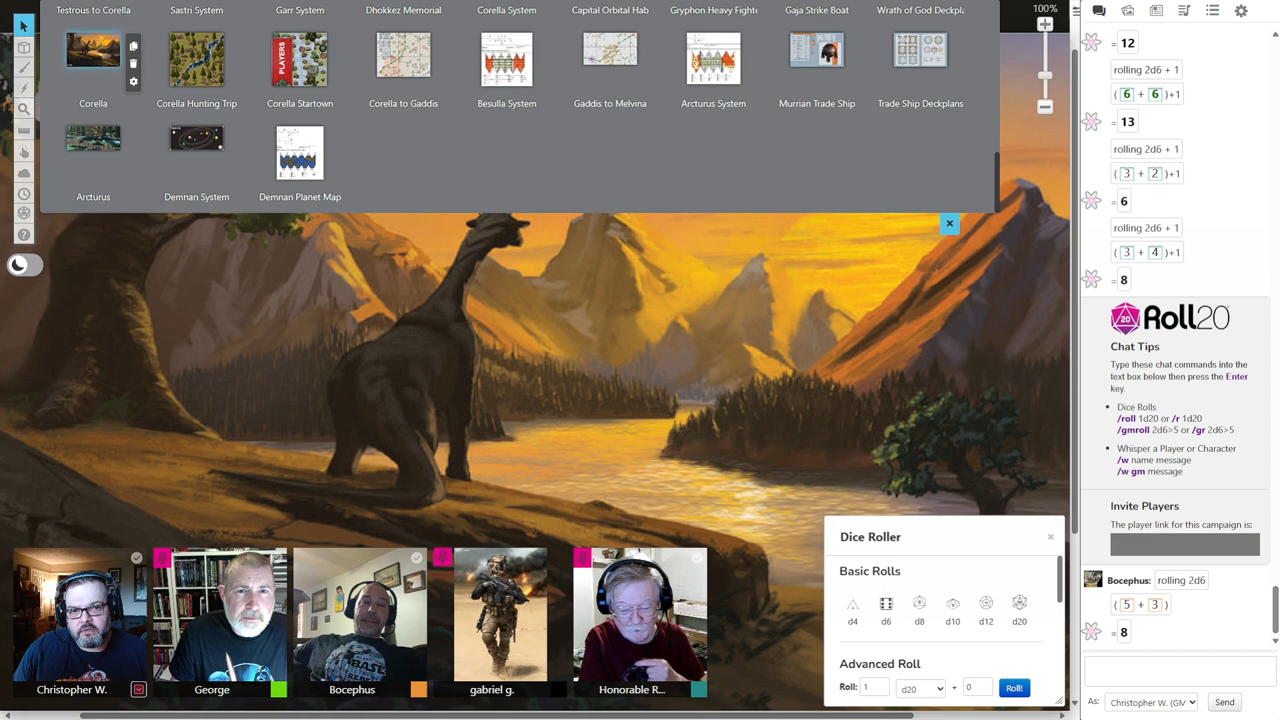 Testrous to Corella
Sastri System
Garr System
Dhokkez Memorial
Corella System
Capital Orbital Hab
Gryphon Heavy Fighte
Gaja Strike Boat
Wrath of God Deckpla
100%
PLAYERS
Corella
Corella Hunting Trip
Corella Startown
Corella to Gaddis
Besulla System
Gaddis to Melvina
Arcturus System
Murrian Trade Ship
Trade Ship Deckplans
Arcturus
Demnan System
Demnan Planet Map
= 12
rolling 2d6 + 1
( 6 + 6 )+1
= 13
rolling 2d6 + 1
( 3 + 2 )+1
= 6
rolling 2d6 + 1
( 3 + 4 )+1
= 8
20 Roll20
Chat Tips
Type these chat commands into the
text box below then press the Enter
key.
• Dice Rolls
/roll 1d20 or /r 1d20
/gmroll 2d6>5 or /gr 2d6>5
• Whisper a Player or Character
/w name message
/w gm message
Invite Players
The player link for this campaign is:
Bocephus: rolling 2d6
( 5 + 3 )
= 8
As: Christopher W. (GM
Send
Dice Roller
Basic Rolls
d4 d6 d8 d10 d12 d20
Advanced Roll
Roll: 1 d20 + 0 Roll!
Christopher W.
George
Bocephus
gabriel g.
Honorable R...